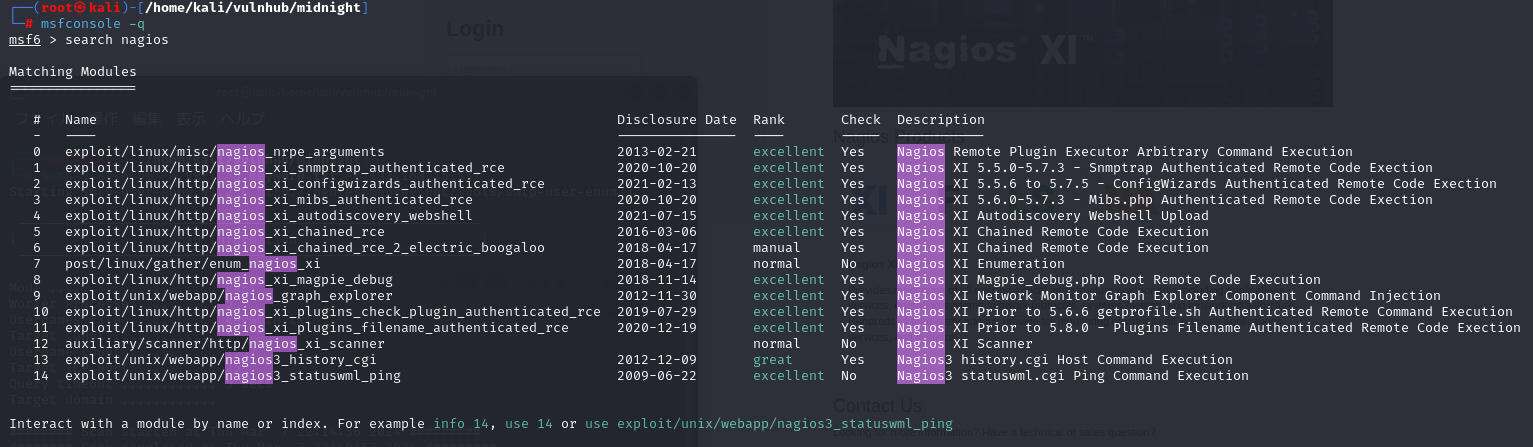 ┌──(root㉿kali)-[/home/kali/vulnhub/midnight]
└─# msfconsole -q
msf6 > search nagios
Matching Modules
================
# Name Disclosure Date Rank Check Description
- ---- --------------- ---- ----- -----------
0 exploit/linux/misc/nagios_nrpe_arguments 2013-02-21 excellent Yes Nagios Remote Plugin Executor Arbitrary Command Execution
1 exploit/linux/http/nagios_xi_snmptrap_authenticated_rce 2020-10-20 excellent Yes Nagios XI 5.5.0-5.7.3 - Snmptrap Authenticated Remote Code Exection
2 exploit/linux/http/nagios_xi_configwizards_authenticated_rce 2021-02-13 excellent Yes Nagios XI 5.5.6 to 5.7.5 - ConfigWizards Authenticated Remote Code Exection
3 exploit/linux/http/nagios_xi_mibs_authenticated_rce 2020-10-20 excellent Yes Nagios XI 5.6.0-5.7.3 - Mibs.php Authenticated Remote Code Exection
4 exploit/linux/http/nagios_xi_autodiscovery_webshell 2021-07-15 excellent Yes Nagios XI Autodiscovery Webshell Upload
5 exploit/linux/http/nagios_xi_chained_rce 2016-03-06 excellent Yes Nagios XI Chained Remote Code Execution
6 exploit/linux/http/nagios_xi_chained_rce_2_electric_boogaloo 2018-04-17 manual Yes Nagios XI Chained Remote Code Execution
7 post/linux/gather/enum_nagios_xi 2018-04-17 normal No Nagios XI Enumeration
8 exploit/linux/http/nagios_xi_magpie_debug 2018-11-14 excellent Yes Nagios XI Magpie_debug.php Root Remote Code Execution
9 exploit/unix/webapp/nagios_graph_explorer 2012-11-30 excellent Yes Nagios XI Network Monitor Graph Explorer Component Command Injection
10 exploit/linux/http/nagios_xi_plugins_check_plugin_authenticated_rce 2019-07-29 excellent Yes Nagios XI Prior to 5.6.6 getprofile.sh Authenticated Remote Command Execution
11 exploit/linux/http/nagios_xi_plugins_filename_authenticated_rce 2020-12-19 excellent Yes Nagios XI Prior to 5.8.0 - Plugins Filename Authenticated Remote Code Exection
12 auxiliary/scanner/http/nagios_xi_scanner normal No Nagios XI Scanner
13 exploit/unix/webapp/nagios3_history_cgi 2012-12-09 great Yes Nagios3 history.cgi Host Command Execution
14 exploit/unix/webapp/nagios3_statuswml_ping 2009-06-22 excellent No Nagios3 statuswml.cgi Ping Command Execution
Interact with a module by name or index. For example info 14, use 14 or use exploit/unix/webapp/nagios3_statuswml_ping
Login
Nagios XI™
編集 表示 ヘルプ
Contact Us